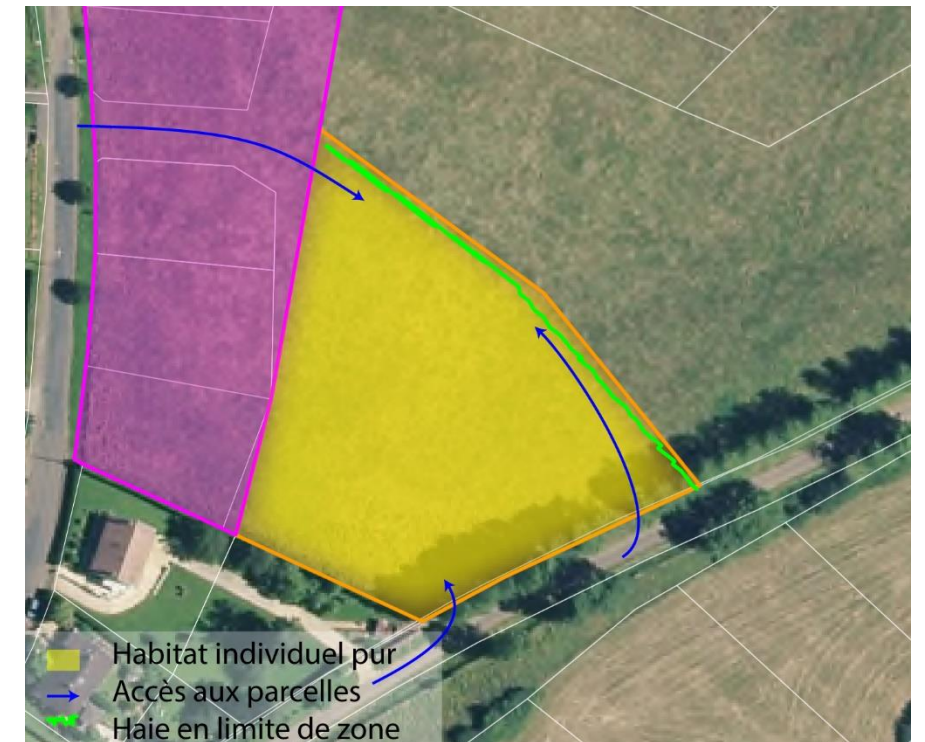 Habitat individuel pur
Accès aux parcelles
Haie en limite de zone